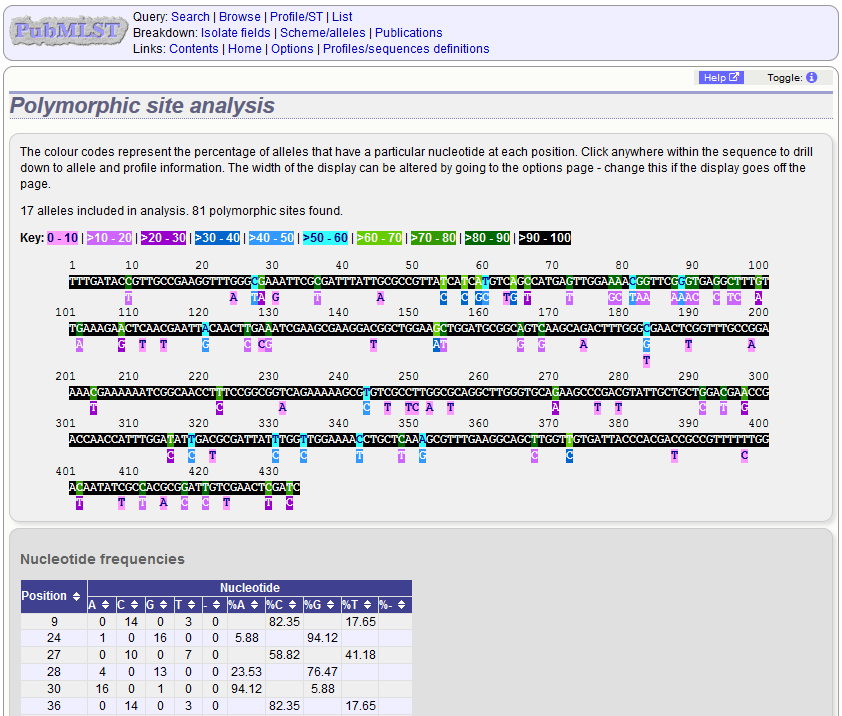 PubMLST
Query: Search | Browse | Profile/ST | List
Breakdown: Isolate fields | Scheme/alleles | Publications
Links: Contents | Home | Options | Profiles/sequences definitions
Help Toggle: i
Polymorphic site analysis
The colour codes represent the percentage of alleles that have a particular nucleotide at each position. Click anywhere within the sequence to drill
down to allele and profile information. The width of the display can be altered by going to the options page - change this if the display goes off the
page.
17 alleles included in analysis. 81 polymorphic sites found.
Key: 0 - 10 | >10 - 20 | >20 - 30 | >30 - 40 | >40 - 50 | >50 - 60 | >60 - 70 | >70 - 80 | >80 - 90 | >90 - 100
1 10 20 30 40 50 60 70 80 90 100
TTTGATACCGTTGCCGAAGGTTTGGGCGAAATTCGCGATTTATTGCGCCGTTATCATCATGTCAGCCATGAGTTGGAAAACGGTTCGGGTGAGGCTTTGT
T A TA G T A C C GC TG T T GC TAA AAAC C TC A
101 110 120 130 140 150 160 170 180 190 200
TGAAAGAACTCAACGAATTACAACTTGAAATCGAAGCGAAGGACGGCTGGAAGCTGGATGCGGCAGTCAAGCAGACTTTGGGCGAACTCGGTTTGCCGGA
A G T T G C CG T AT G G A G T A
T
201 210 220 230 240 250 260 270 280 290 300
AAACGAAAAAATCGGCAACCTTTCCGGCGGTCAGAAAAAGCGTGTCGCCTTGGCGCAGGCTTGGGTGCAGAAGCCCGACGTATTGCTGCTGGACGAACCG
T C A C T TC A T A T T C T G
301 310 320 330 340 350 360 370 380 390 400
ACCAACCATTTGGATATTGACGCGATTATTTGGTTGGAAAACCTGCTCAAAGCGTTTGAAGGCAGCTTGGTTGTGATTACCCACGACCGCCGTTTTTTGG
C C T C C T T G C C T C
401 410 420 430
ACAATATCGCCACGCGGATTGTCGAACTCGATC
T T T A C C T T C
Nucleotide frequencies
Position Nucleotide
A C G T - %A %C %G %T %-
9 0 14 0 3 0 82.35 17.65
24 1 0 16 0 0 5.88 94.12
27 0 10 0 7 0 58.82 41.18
28 4 0 13 0 0 23.53 76.47
30 16 0 1 0 0 94.12 5.88
36 0 14 0 3 0 82.35 17.65